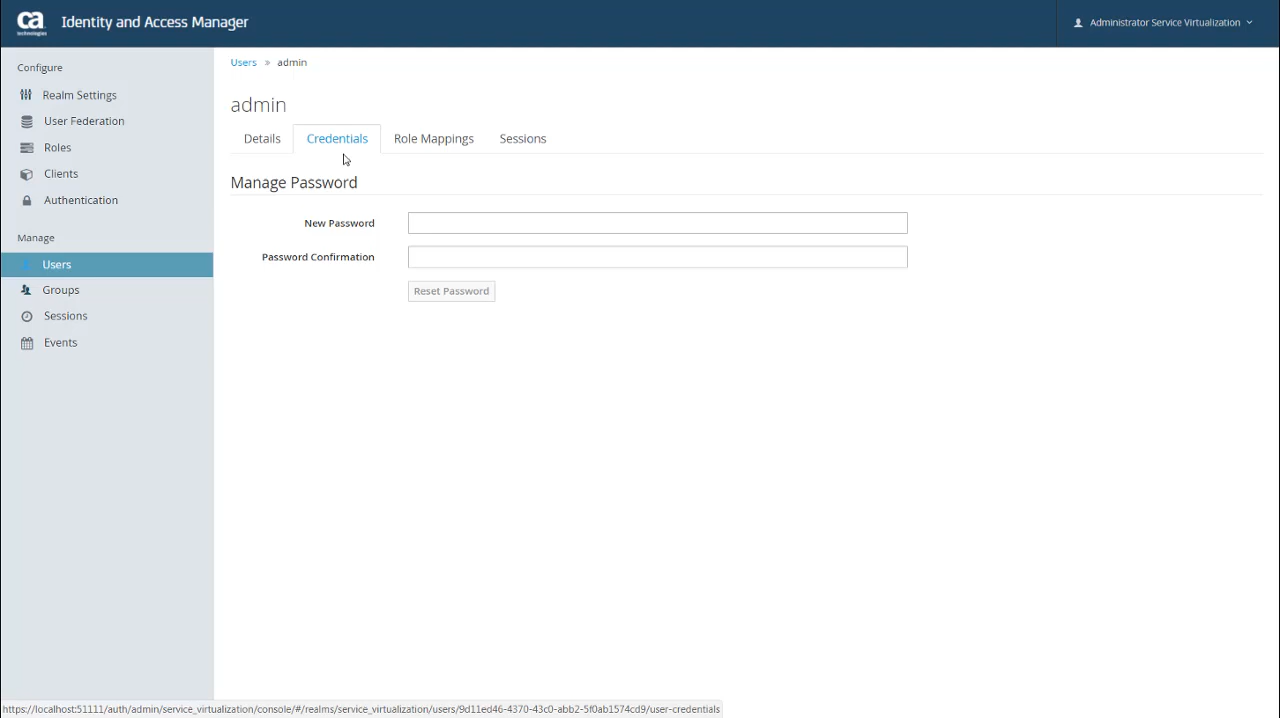 ca technologies Identity and Access Manager
Administrator Service Virtualization
Configure
Realm Settings
User Federation
Roles
Clients
Authentication
Manage
Users
Groups
Sessions
Events
Users » admin
admin
Details Credentials Role Mappings Sessions
Manage Password
New Password
Password Confirmation
Reset Password
https://localhost:51111/auth/admin/service_virtualization/console/#/realms/service_virtualization/users/9d11ed46-4370-43c0-abb2-5f0ab1574cd9/user-credentials